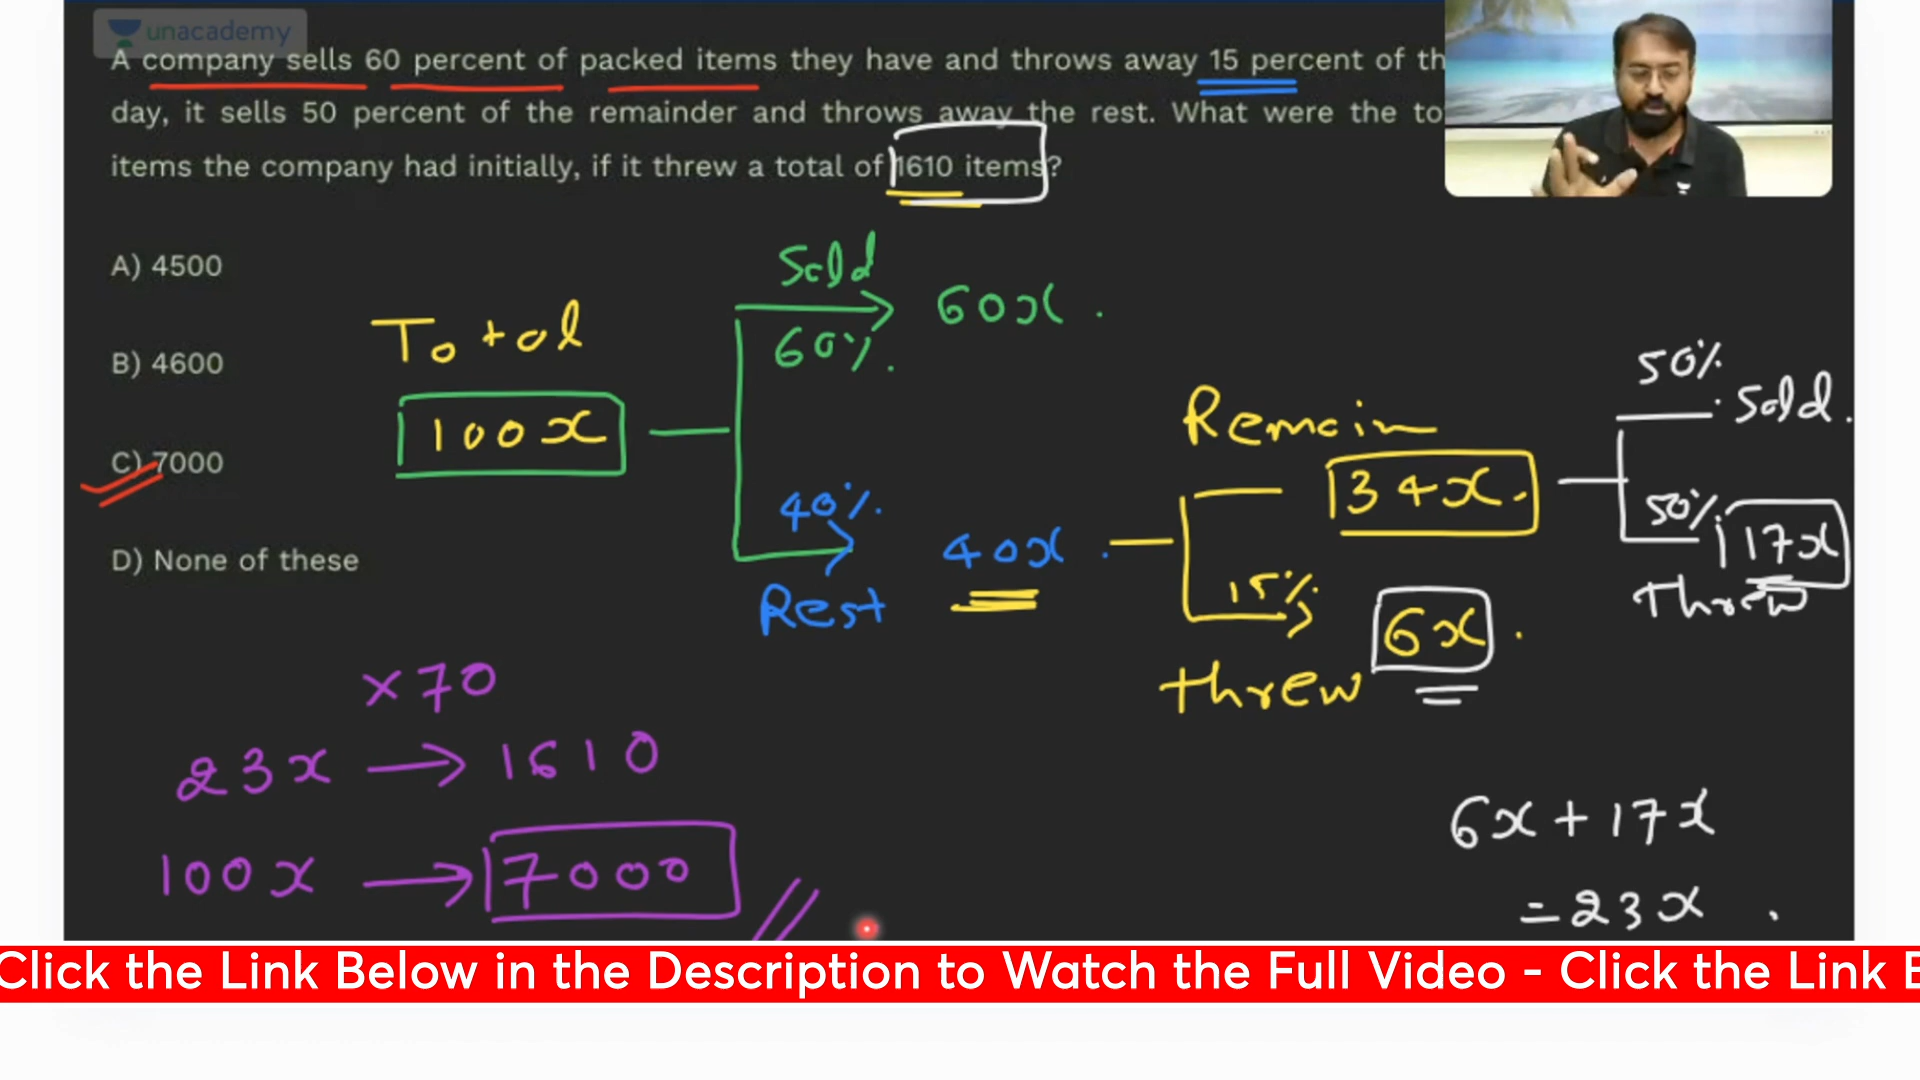 unacademy
A company sells 60 percent of packed items they have and throws away 15 percent of th
day, it sells 50 percent of the remainder and throws away the rest. What were the to
items the company had initially, if it threw a total of 1610 items?
A) 4500
B) 4600
C) 7000
D) None of these
Total
100x
Sold
60%.
60x.
40%.
Rest
40x.
Remain
34x.
15%
threw
6x.
50%.
Sold.
50%
17x
threw
x70
23x → 1610
100x → 7000
6x+17x
=23x.
Click the Link Below in the Description to Watch the Full Video - Click the Link B